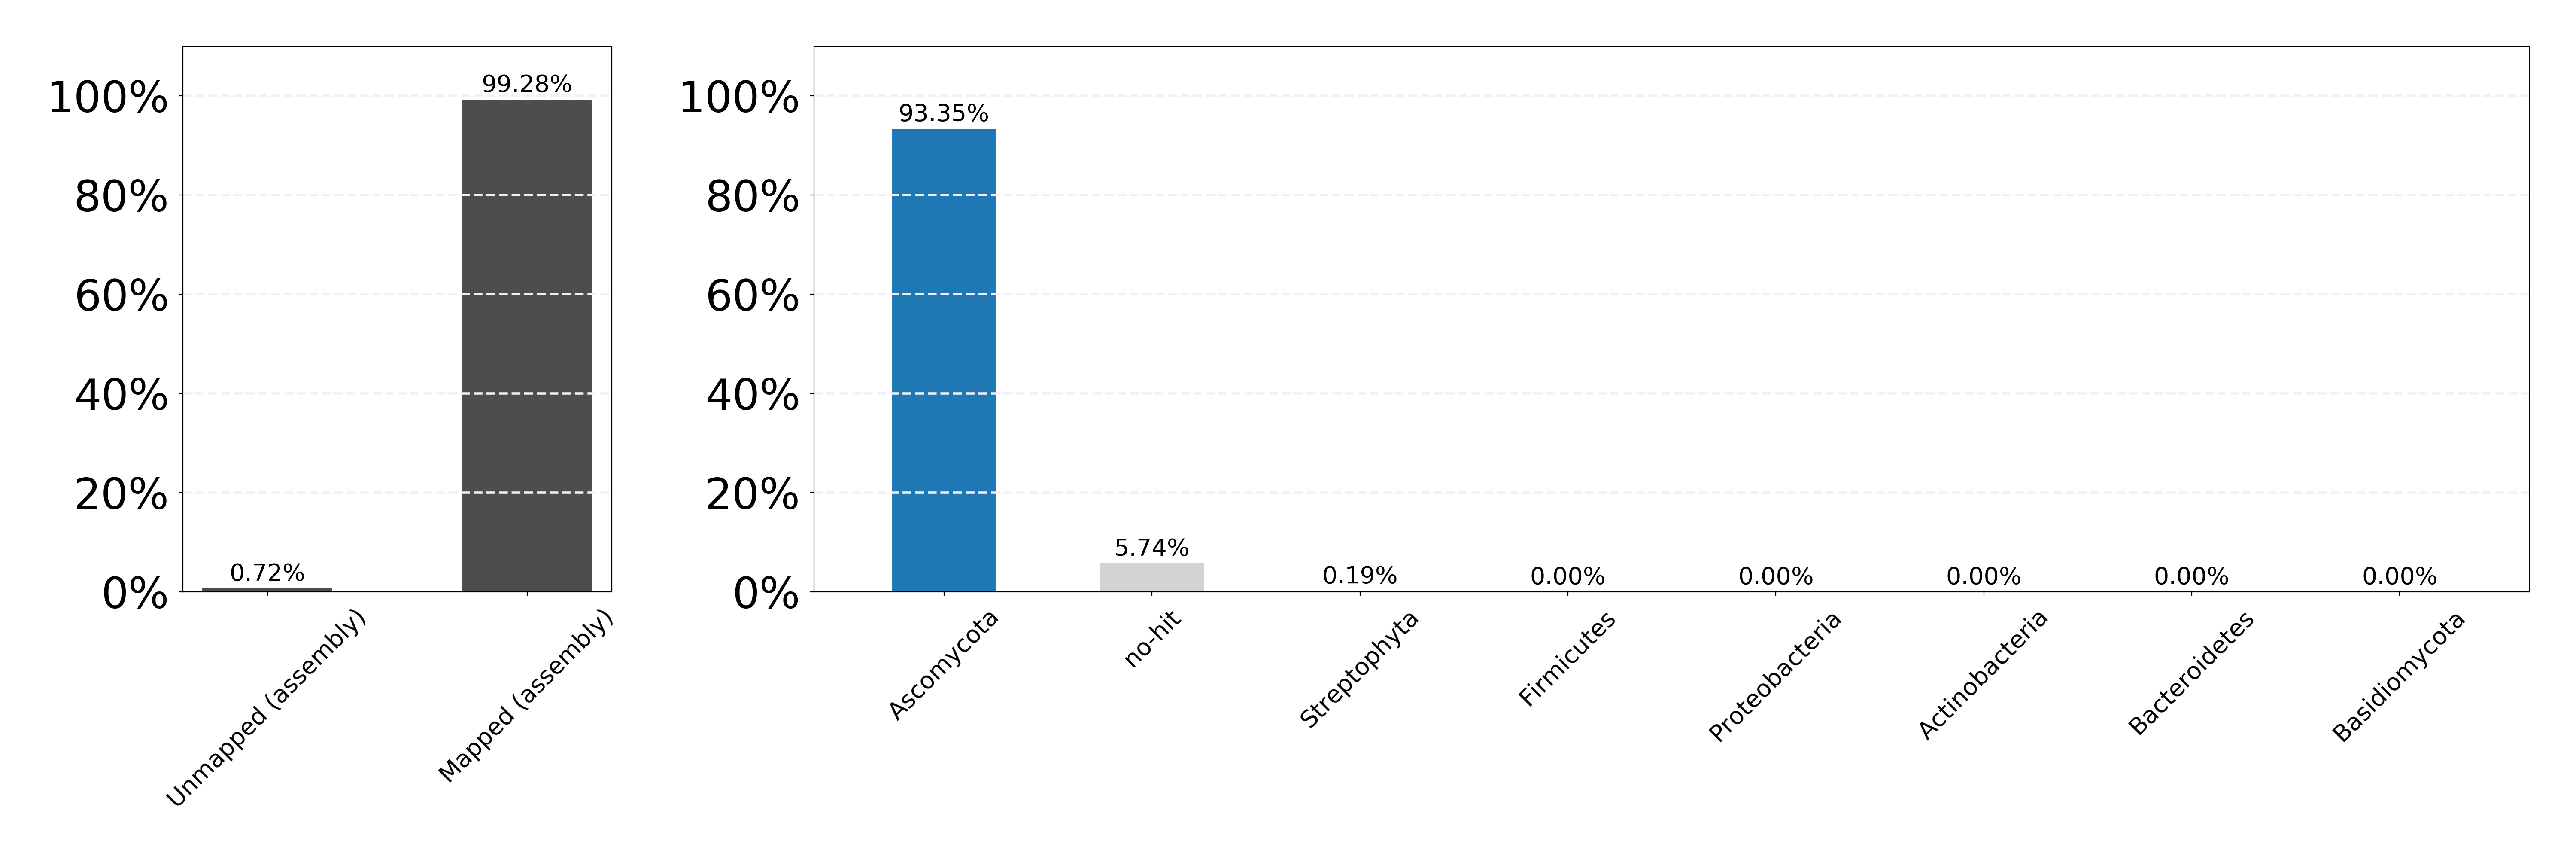 100%
80%
60%
40%
20%
0%
0.72%
99.28%
Unmapped (assembly)
Mapped (assembly)
100%
80%
60%
40%
20%
0%
93.35%
5.74%
0.19%
0.00%
0.00%
0.00%
0.00%
0.00%
Ascomycota
no-hit
Streptophyta
Firmicutes
Proteobacteria
Actinobacteria
Bacteroidetes
Basidiomycota